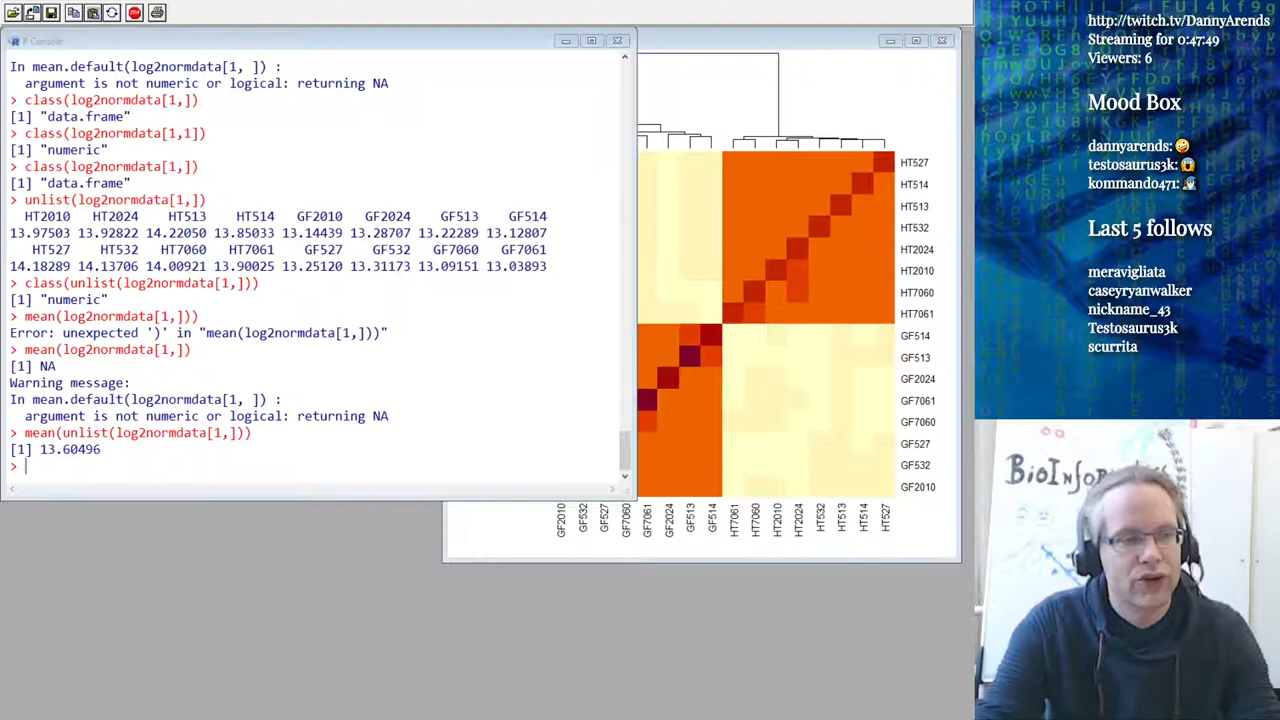 R Console
In mean.default(log2normdata[1, ]) :
  argument is not numeric or logical: returning NA
> class(log2normdata[1,])
[1] "data.frame"
> class(log2normdata[1,1])
[1] "numeric"
> class(log2normdata[1,])
[1] "data.frame"
> unlist(log2normdata[1,])
HT2010 HT2024 HT513 HT514 GF2010 GF2024 GF513 GF514
13.97503 13.92822 14.22050 13.85033 13.14439 13.28707 13.22289 13.12807
HT527 HT532 HT7060 HT7061 GF527 GF532 GF7060 GF7061
14.18289 14.13706 14.00921 13.90025 13.25120 13.31173 13.09151 13.03893
> class(unlist(log2normdata[1,]))
[1] "numeric"
> mean(log2normdata[1,]))
Error: unexpected ')' in "mean(log2normdata[1,]))"
> mean(log2normdata[1,])
[1] NA
Warning message:
In mean.default(log2normdata[1, ]) :
  argument is not numeric or logical: returning NA
> mean(unlist(log2normdata[1,]))
[1] 13.60496
>
HT527
HT514
HT513
HT532
HT2024
HT2010
HT7060
HT7061
GF514
GF513
GF2024
GF7061
GF7060
GF527
GF532
GF2010
GF2010
GF532
GF527
GF7060
GF7061
GF2024
GF513
GF514
HT7061
HT7060
HT2010
HT2024
HT532
HT513
HT514
HT527
http://twitch.tv/DannyArends
Streaming for 0:47:49
Viewers: 6
Mood Box
dannyarends: 🤪
testosaurus3k: 😱
kommando471:
Last 5 follows
meravigliata
caseyryanwalker
nickname_43
Testosaurus3k
scurrita